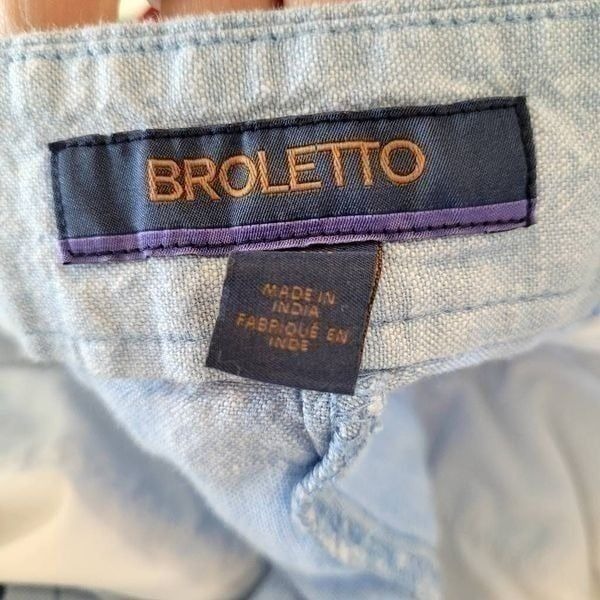 BROLETTO
MADE IN
INDIA
FABRIQUÉ EN
INDE